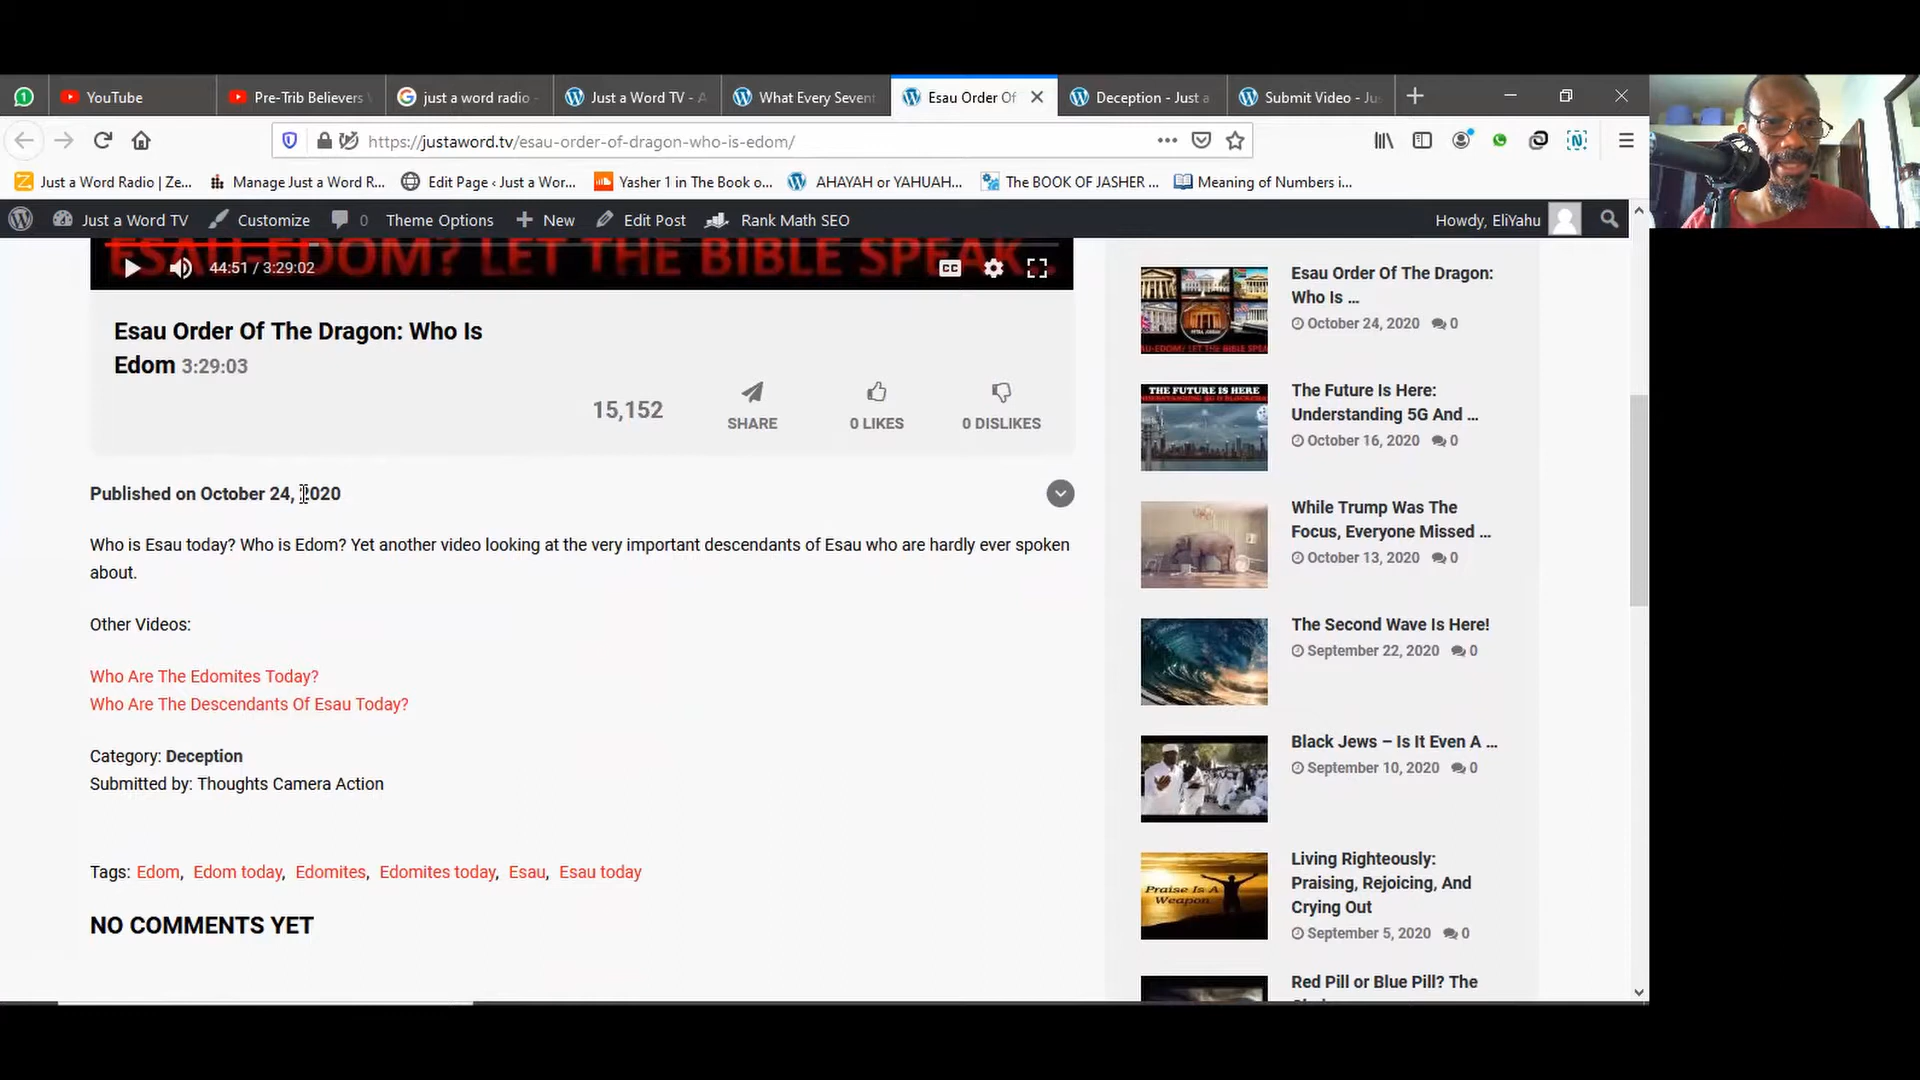 1
YouTube
Pre-Trib Believers
just a word radio -
Just a Word TV - A
What Every Sevent
Esau Order Of
Deception - Just a
Submit Video - Ju
https://justaword.tv/esau-order-of-dragon-who-is-edom/
Just a Word Radio | Ze...
Manage Just a Word R...
Edit Page ‹ Just a Wor...
Yasher 1 in The Book o...
AHAYAH or YAHUAH...
The BOOK OF JASHER ...
Meaning of Numbers i...
Just a Word TV
Customize
0
Theme Options
New
Edit Post
Rank Math SEO
Howdy, EliYahu
ESAU-EDOM? LET THE BIBLE SPEAK.
44:51 / 3:29:02
CC
Esau Order Of The Dragon: Who Is
Edom 3:29:03
15,152
SHARE
0 LIKES
0 DISLIKES
Published on October 24, 2020
Who is Esau today? Who is Edom? Yet another video looking at the very important descendants of Esau who are hardly ever spoken
about.
Other Videos:
Who Are The Edomites Today?
Who Are The Descendants Of Esau Today?
Category: Deception
Submitted by: Thoughts Camera Action
Tags: Edom, Edom today, Edomites, Edomites today, Esau, Esau today
NO COMMENTS YET
Esau Order Of The Dragon:
Who Is ...
October 24, 2020 0
THE FUTURE IS HERE
The Future Is Here:
Understanding 5G And ...
October 16, 2020 0
While Trump Was The
Focus, Everyone Missed ...
October 13, 2020 0
The Second Wave Is Here!
September 22, 2020 0
Black Jews – Is It Even A ...
September 10, 2020 0
Praise Is A
Weapon
Living Righteously:
Praising, Rejoicing, And
Crying Out
September 5, 2020 0
Red Pill or Blue Pill? The